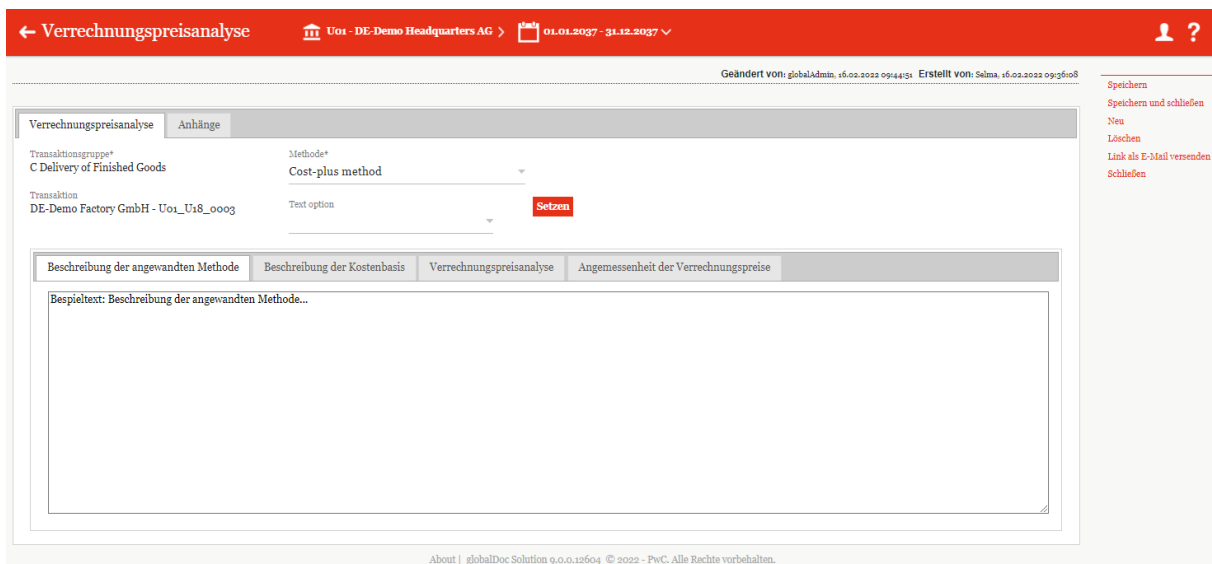 Verrechnungspreisanalyse U01 - DE-Demo Headquarters AG 01.01.2037 - 31.12.2037 ?
Geändert von: globalAdmin, 16.02.2022 09:44:51 Erstellt von: Selma, 16.02.2022 09:36:08
Speichern
Speichern und schließen
Neu
Löschen
Link als E-Mail versenden
Schließen
Verrechnungspreisanalyse Anhänge
Transaktionsgruppe* Methode*
C Delivery of Finished Goods Cost-plus method
Transaktion Text option
DE-Demo Factory GmbH - U01_U18_0003 Setzen
Beschreibung der angewandten Methode Beschreibung der Kostenbasis Verrechnungspreisanalyse Angemessenheit der Verrechnungspreise
Bespieltext: Beschreibung der angewandten Methode...
About | globalDoc Solution 9.0.0.12604 © 2022 - PwC. Alle Rechte vorbehalten.